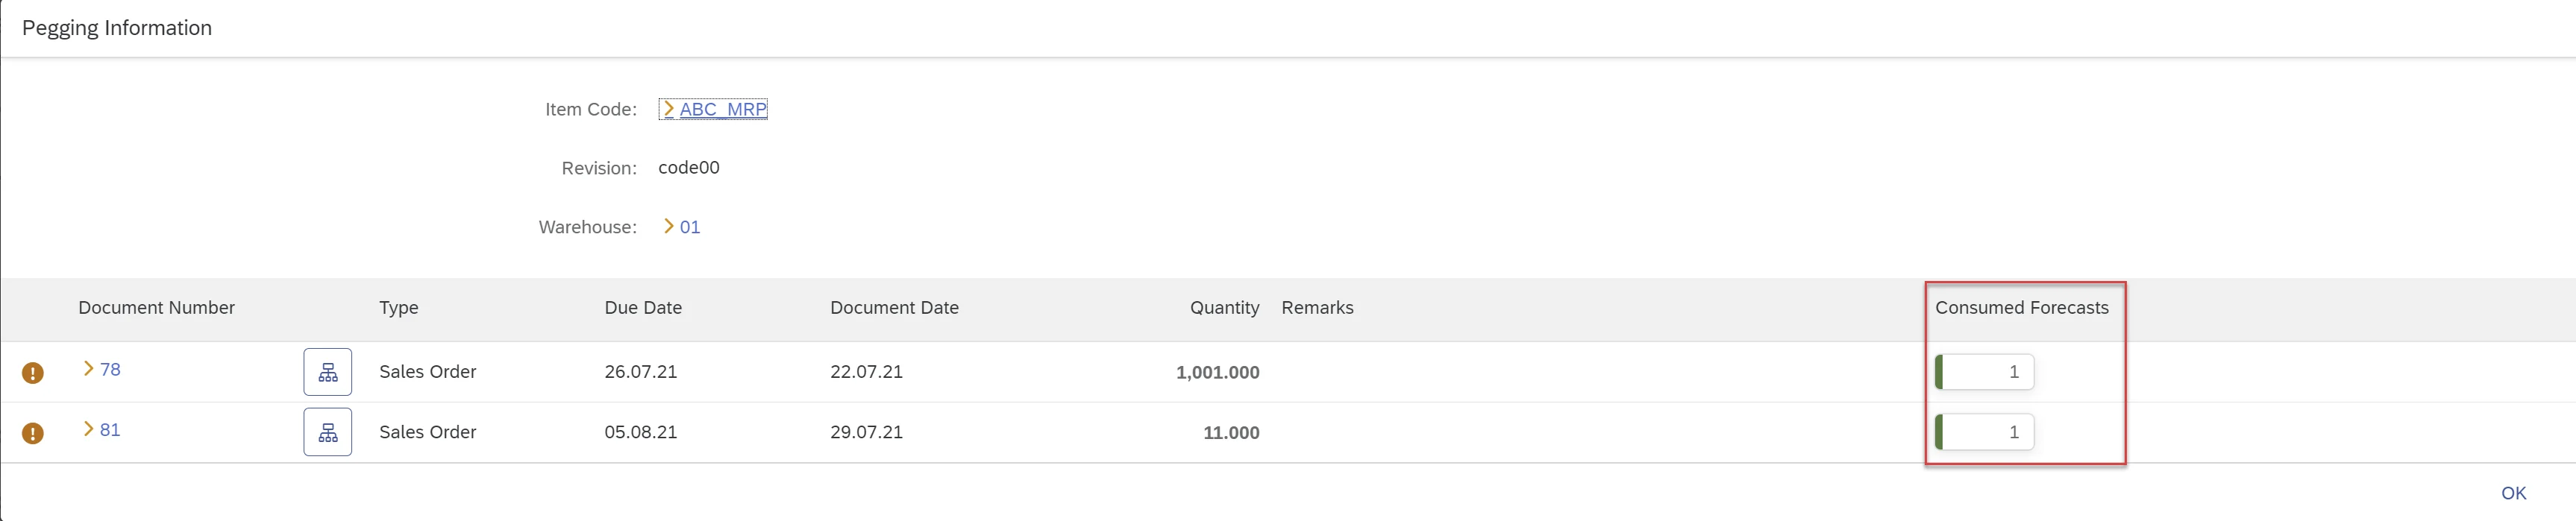 Pegging Information
Item Code: ABC_MRP
Revision: code00
Warehouse: 01
Document Number Type Due Date Document Date Quantity Remarks Consumed Forecasts
78 Sales Order 26.07.21 22.07.21 1,001.000 1
81 Sales Order 05.08.21 29.07.21 11.000 1
OK